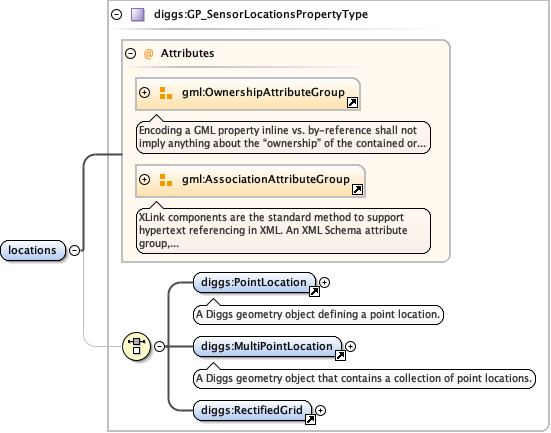 diggs:GP_SensorLocationsPropertyType
@ Attributes
gml:OwnershipAttributeGroup
Encoding a GML property inline vs. by-reference shall not
imply anything about the “ownership” of the contained or...
gml:AssociationAttributeGroup
XLink components are the standard method to support
hypertext referencing in XML. An XML Schema attribute
group,...
locations
diggs:PointLocation
A Diggs geometry object defining a point location.
diggs:MultiPointLocation
A Diggs geometry object that contains a collection of point locations.
diggs:RectifiedGrid